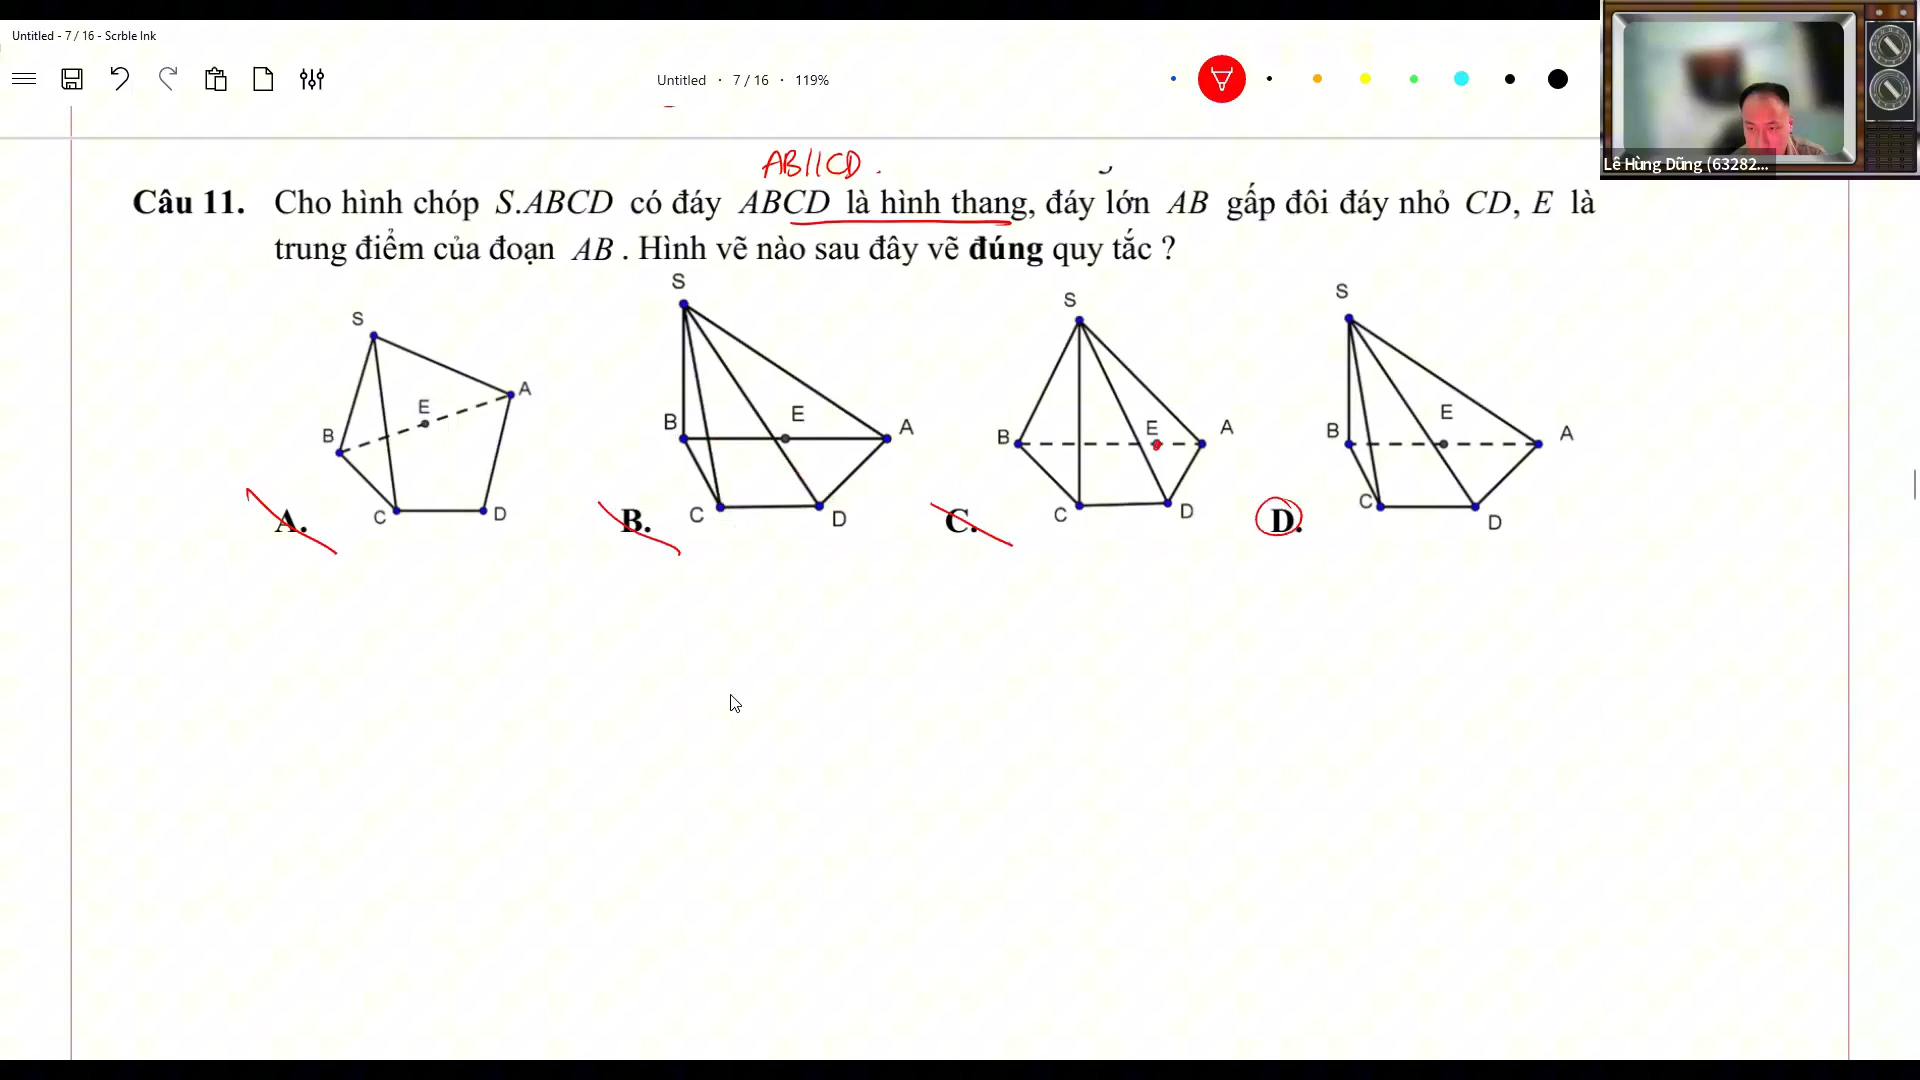 Untitled - 7 / 16 - Scrble Ink
Untitled · 7 / 16 · 119%
Lê Hùng Dũng (63282...
AB//CD.
Câu 11. Cho hình chóp S.ABCD có đáy ABCD là hình thang, đáy lớn AB gấp đôi đáy nhỏ CD, E là
trung điểm của đoạn AB . Hình vẽ nào sau đây vẽ đúng quy tắc ?
S
A
E
B
C
D
A.
S
B
E
A
C
D
B.
S
B
E
A
C
D
C.
S
B
E
A
C
D
D.